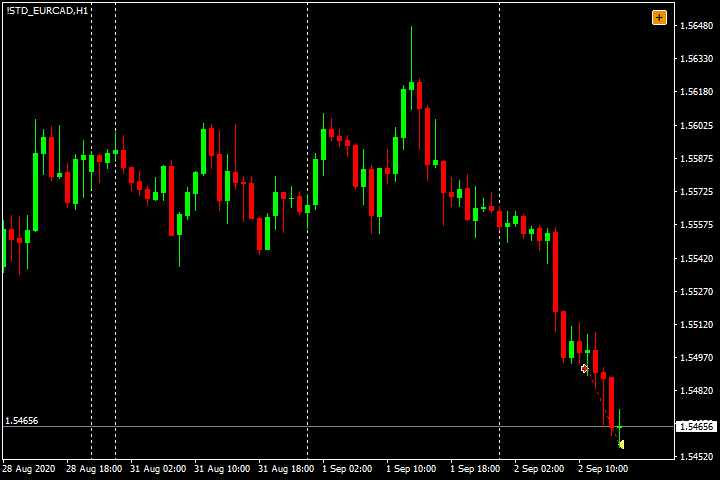 !STD_EURCAD,H1
1.56480
1.56330
1.56180
1.56025
1.55875
1.55725
1.55575
1.55420
1.55270
1.55120
1.54970
1.54820
1.54656
1.54656
1.54520
28 Aug 2020
28 Aug 18:00
31 Aug 02:00
31 Aug 10:00
31 Aug 18:00
1 Sep 02:00
1 Sep 10:00
1 Sep 18:00
2 Sep 02:00
2 Sep 10:00